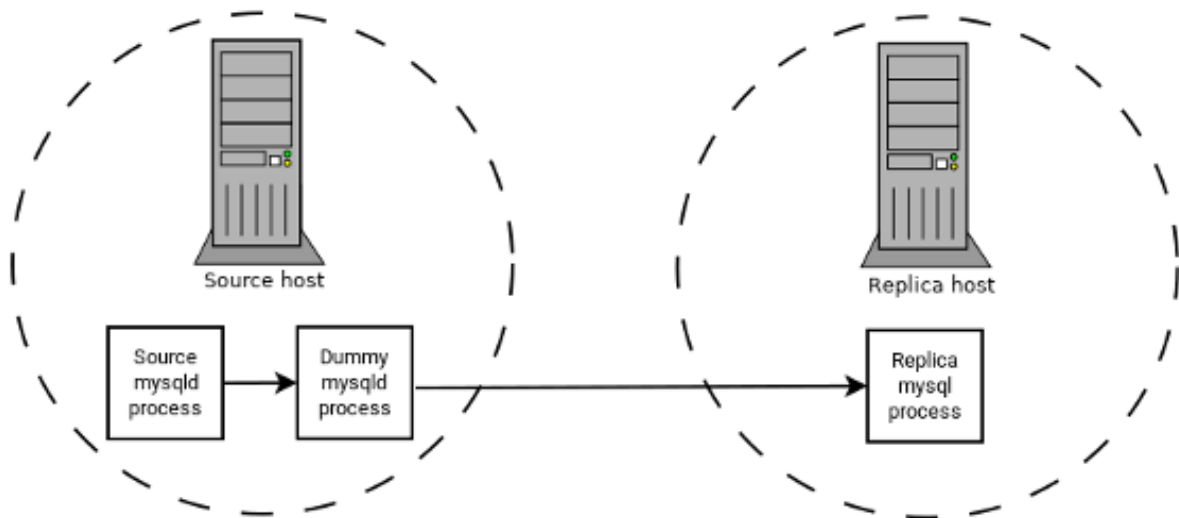 Source host
Replica host
Source
mysqld
process
Dummy
mysqld
process
Replica
mysql
process